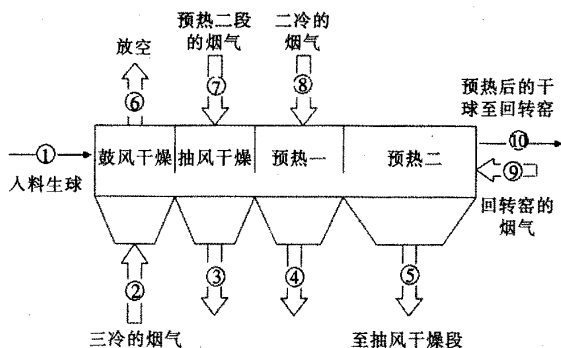 预热二段
的烟气
二冷的
烟气
放空
⑥
⑦
⑧
预热后的干
球至回转窑
①
⑩
鼓风干燥
抽风干燥
预热一
预热二
⑨
入料生球
回转窑的
烟气
②
③
④
⑤
三冷的烟气
至抽风干燥段